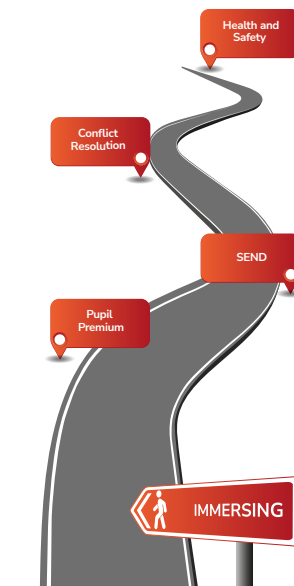 Health and
Safety
Conflict
Resolution
SEND
Pupil
Premium
IMMERSING